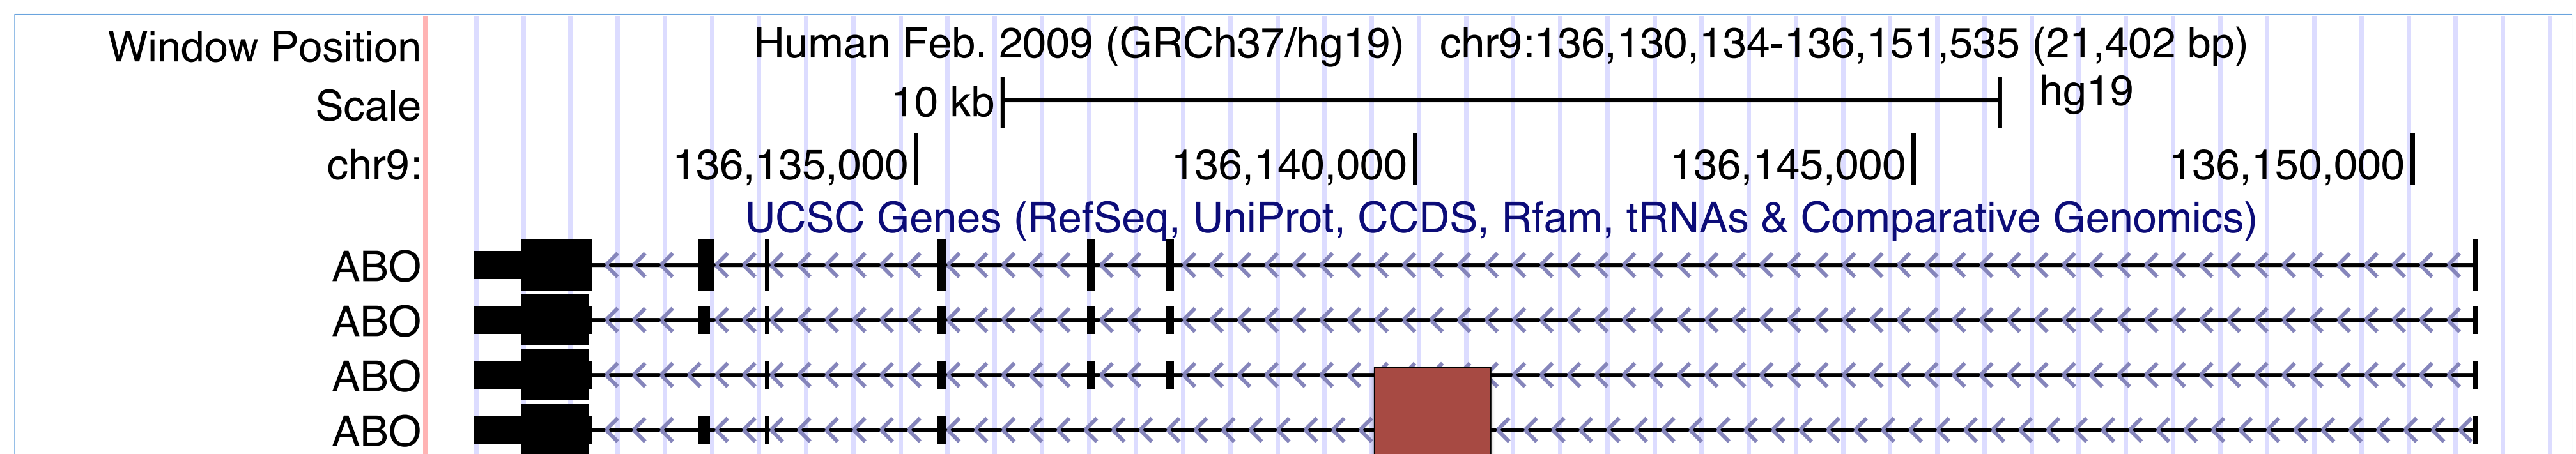 Window Position Human Feb. 2009 (GRCh37/hg19) chr9:136,130,134-136,151,535 (21,402 bp)
Scale 10 kb hg19
chr9: 136,135,000 136,140,000 136,145,000 136,150,000
UCSC Genes (RefSeq, UniProt, CCDS, Rfam, tRNAs & Comparative Genomics)
ABO
ABO
ABO
ABO